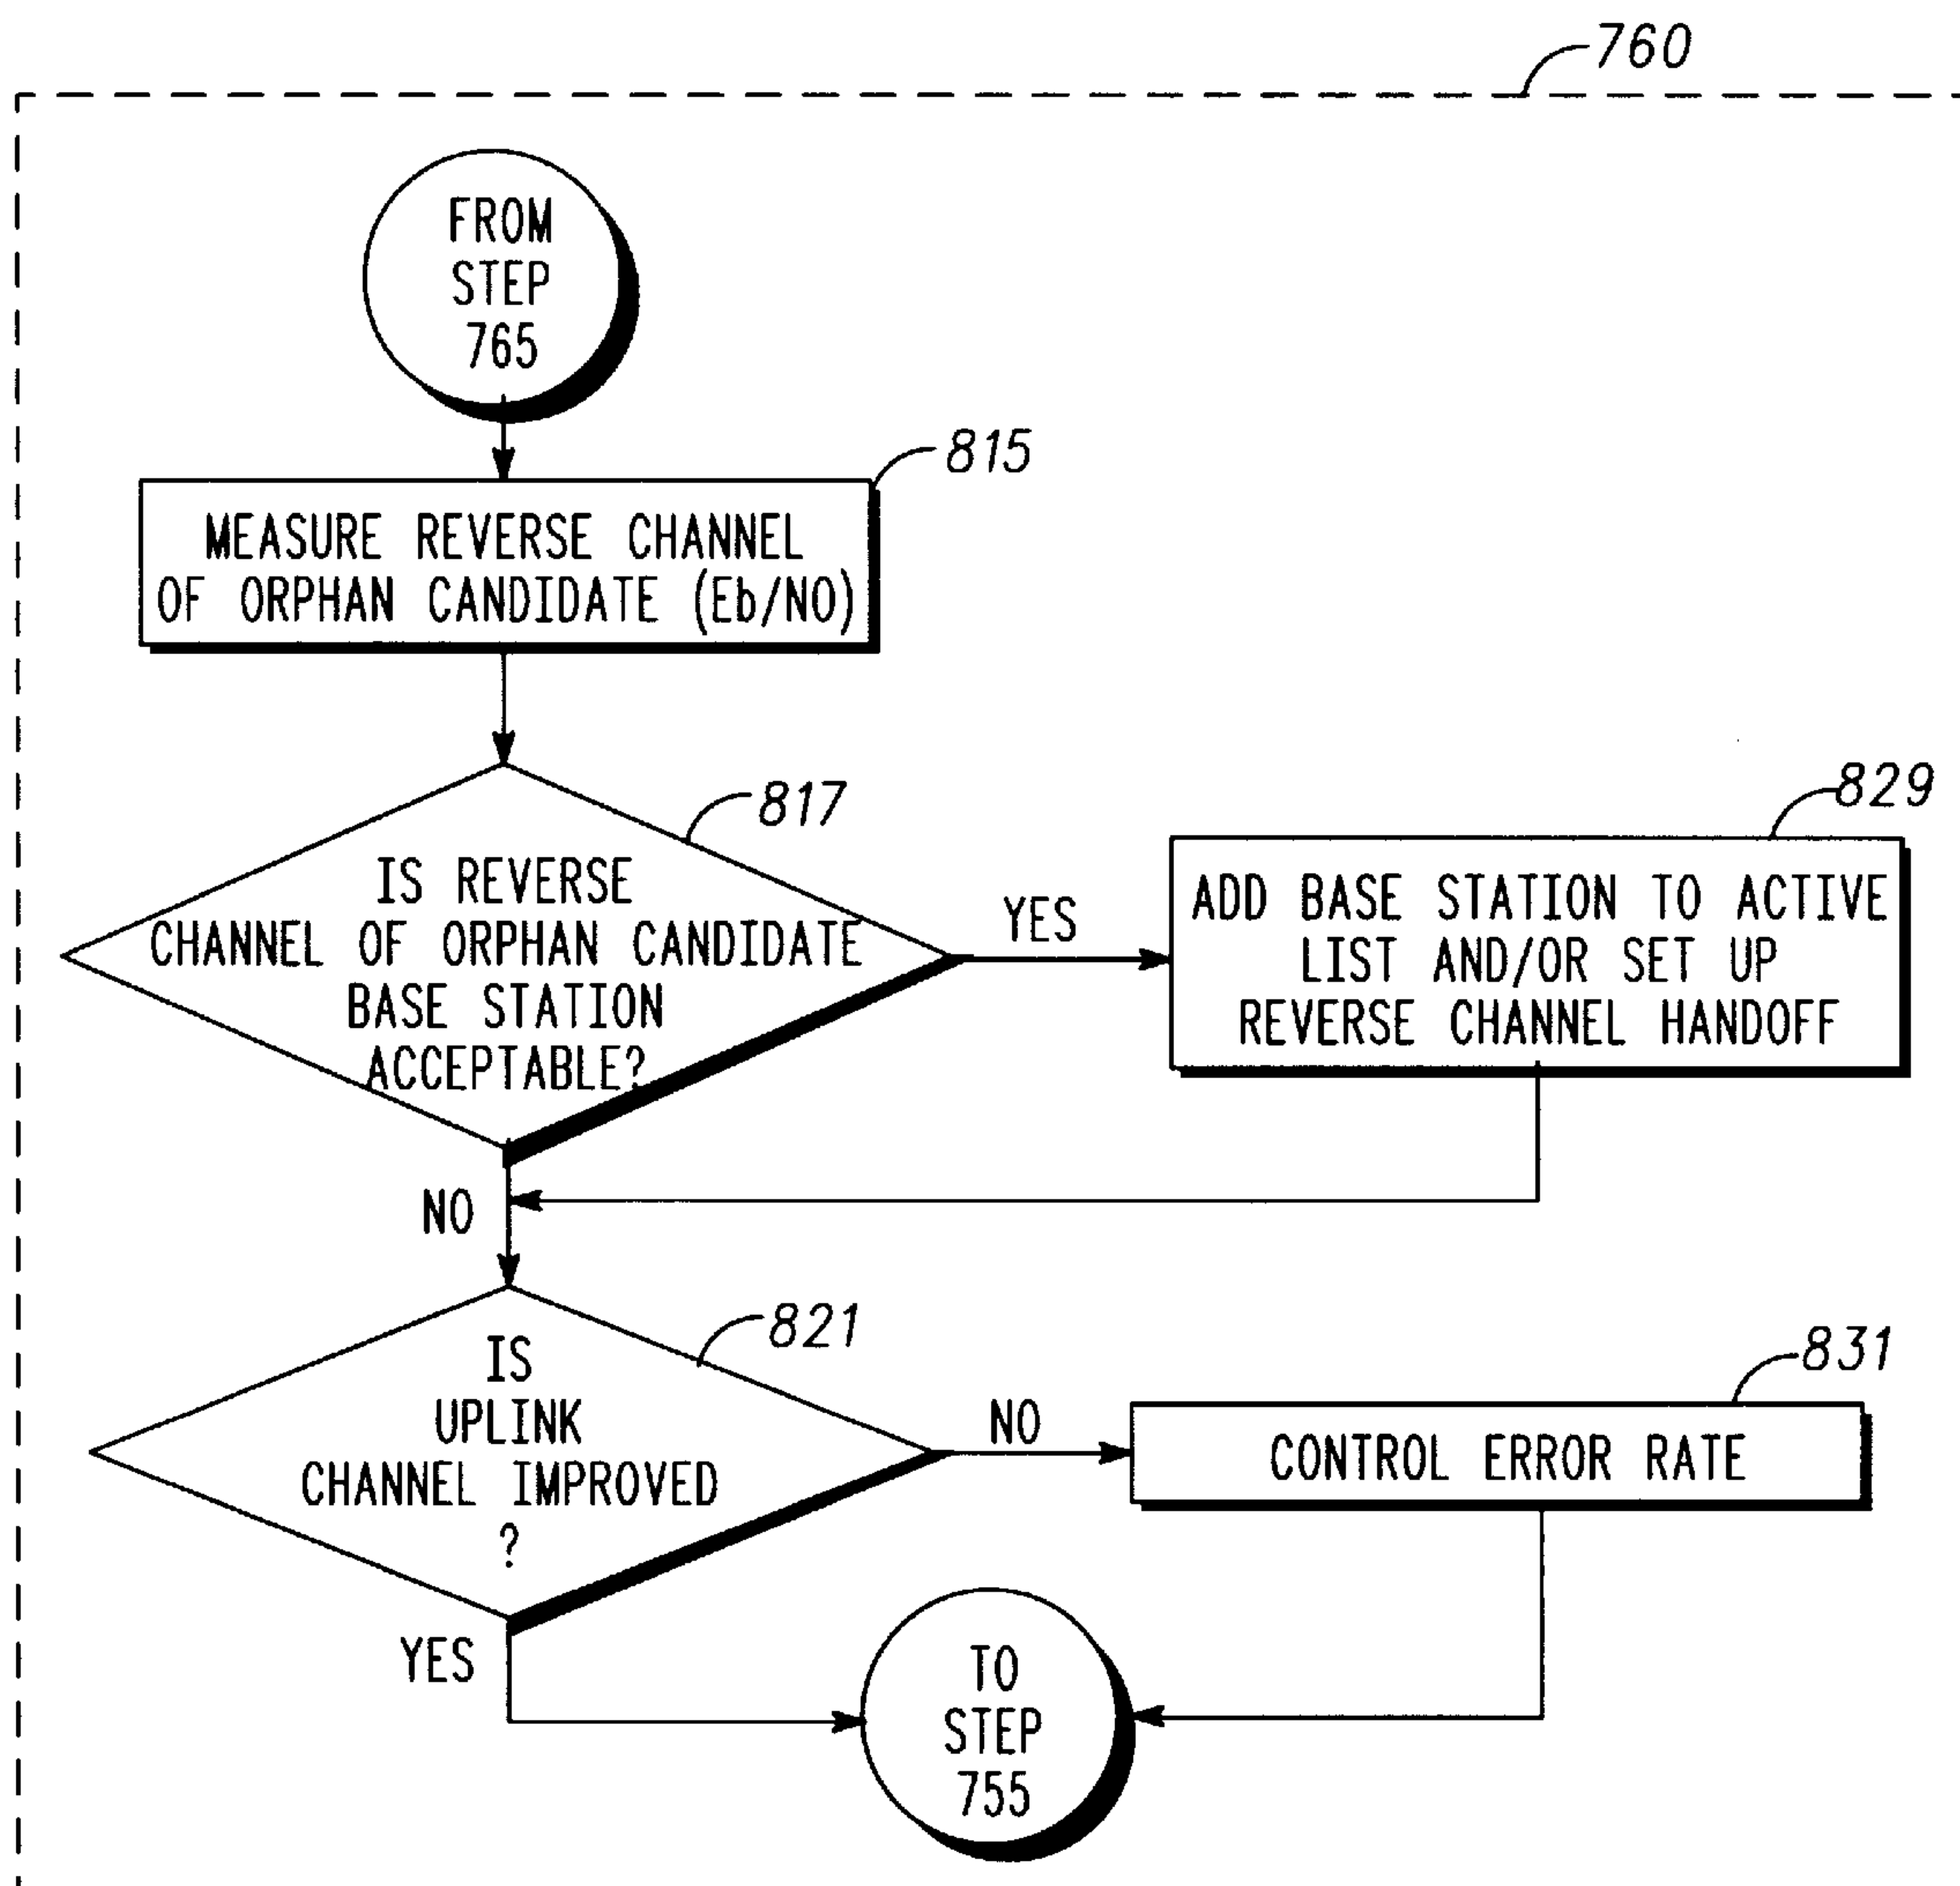 760
FROM
STEP
765
815
MEASURE REVERSE CHANNEL
OF ORPHAN CANDIDATE (Eb/NO)
817
IS REVERSE
CHANNEL OF ORPHAN CANDIDATE
BASE STATION
ACCEPTABLE?
YES
829
ADD BASE STATION TO ACTIVE
LIST AND/OR SET UP
REVERSE CHANNEL HANDOFF
NO
821
IS
UPLINK
CHANNEL IMPROVED
?
NO
831
CONTROL ERROR RATE
YES
TO
STEP
755